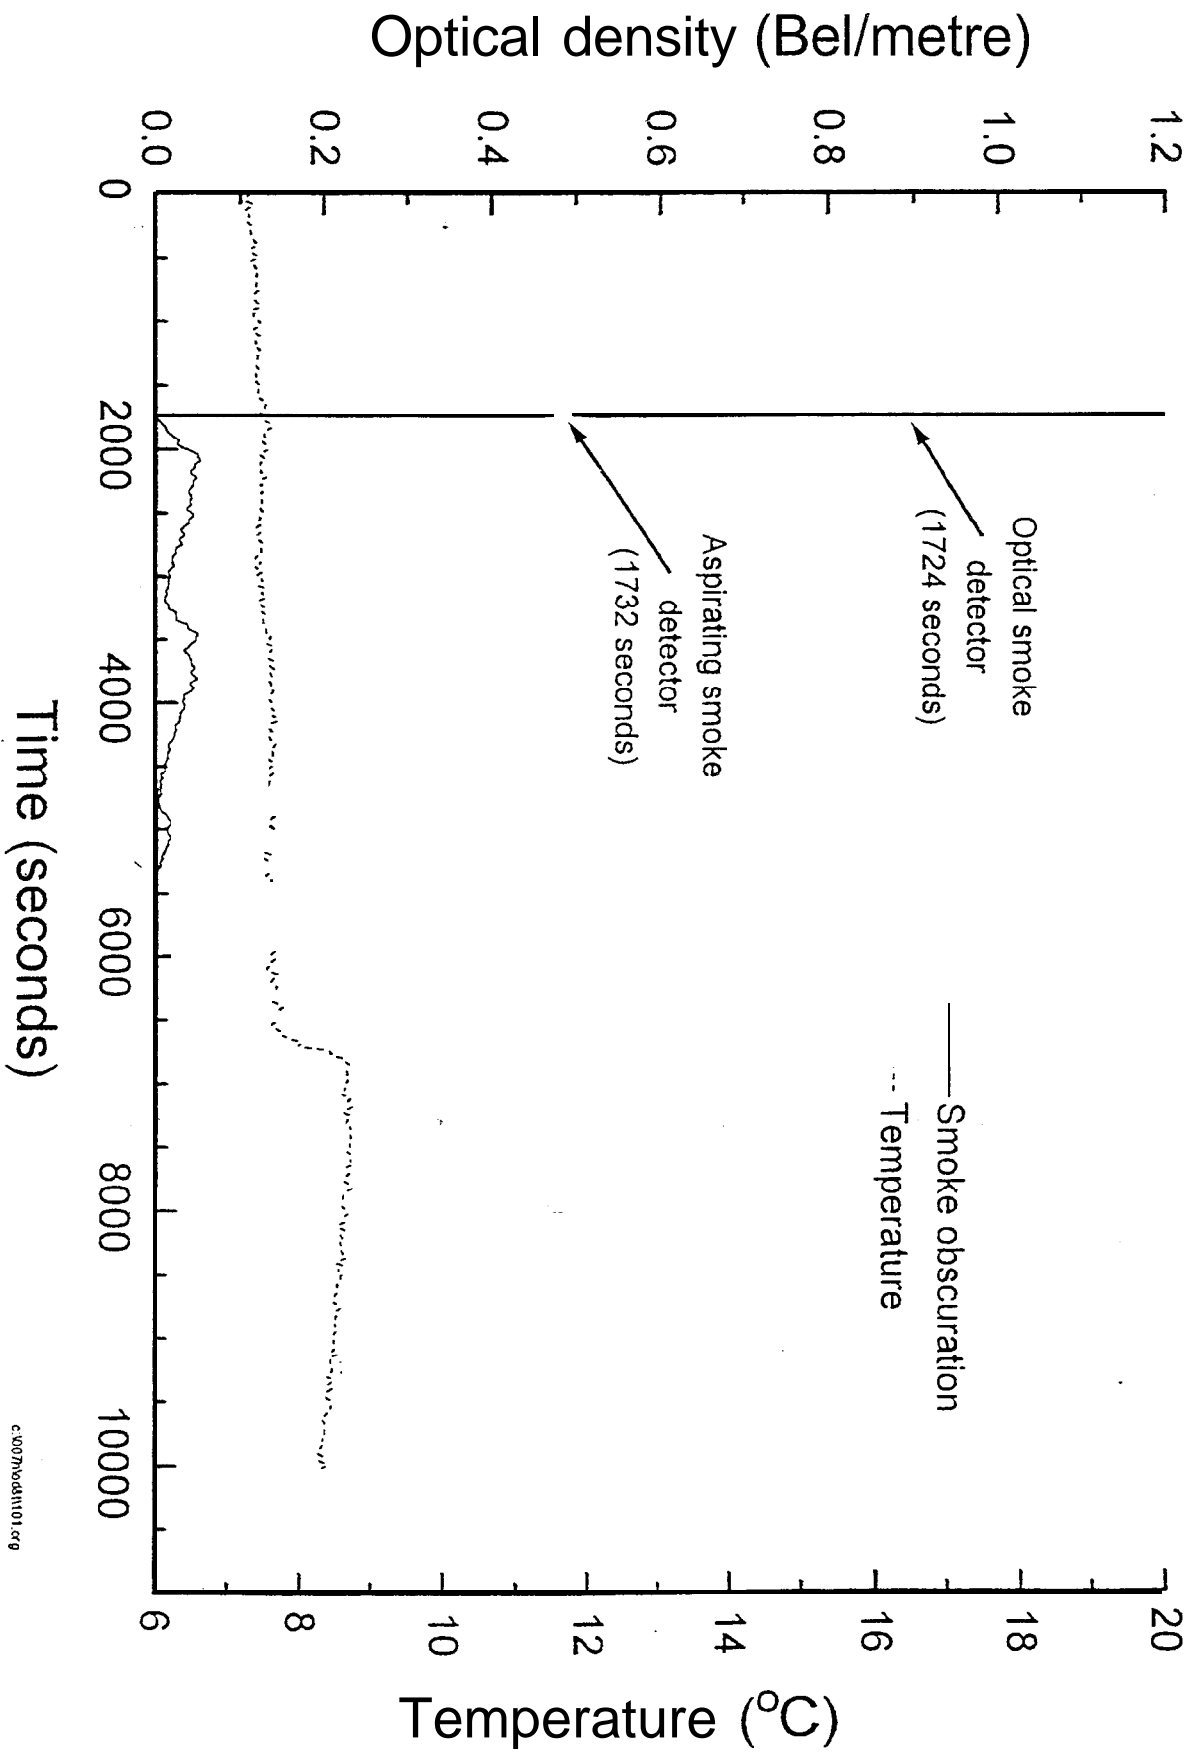 Optical density (Bel/metre)
0.0
0.2
0.4
0.6
0.8
1.0
1.2
0
2000
4000
6000
8000
10000
Time (seconds)
6
8
10
12
14
16
18
20
Temperature (°C)
Optical smoke
detector
(1724 seconds)
Aspirating smoke
detector
(1732 seconds)
Smoke obscuration
Temperature